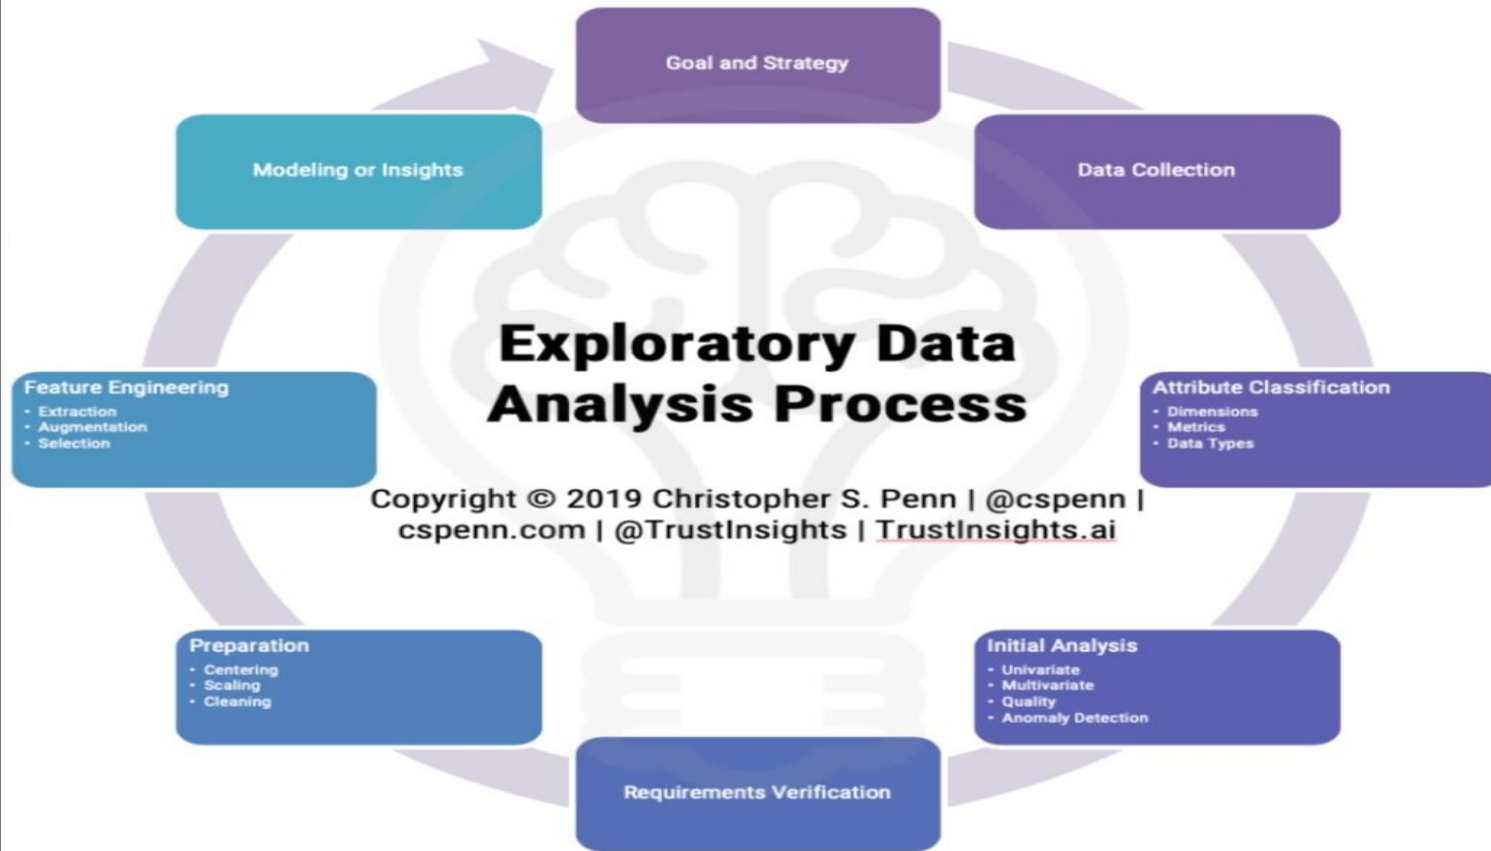 Goal and Strategy
Data Collection
Attribute Classification
• Dimensions
• Metrics
• Data Types
Initial Analysis
• Univariate
• Multivariate
• Quality
• Anomaly Detection
Requirements Verification
Preparation
• Centering
• Scaling
• Cleaning
Feature Engineering
• Extraction
• Augmentation
• Selection
Modeling or Insights
Exploratory Data
Analysis Process
Copyright © 2019 Christopher S. Penn | @cspenn |
cspenn.com | @TrustInsights | TrustInsights.ai